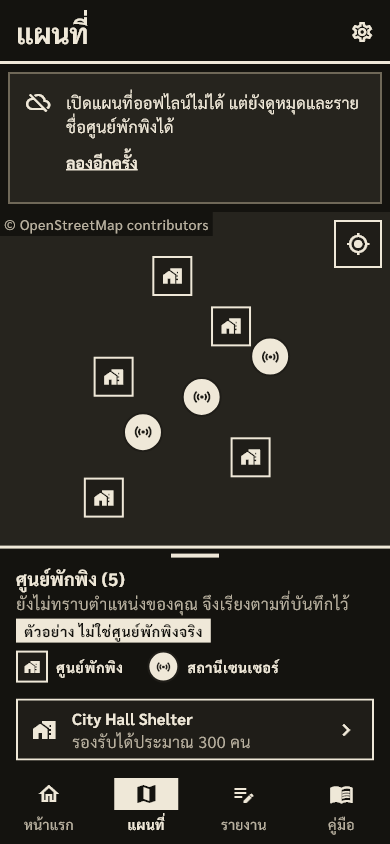 แผนที่
เปิดแผนที่ออฟไลน์ไม่ได้ แต่ยังดูหมุดและราย
ชื่อศูนย์พักพิงได้
ลองอีกครั้ง
© OpenStreetMap contributors
ศูนย์พักพิง (5)
ยังไม่ทราบตำแหน่งของคุณ จึงเรียงตามที่บันทึกไว้
ตัวอย่าง ไม่ใช่ศูนย์พักพิงจริง
ศูนย์พักพิง สถานีเซนเซอร์
City Hall Shelter
รองรับได้ประมาณ 300 คน
หน้าแรก แผนที่ รายงาน คู่มือ